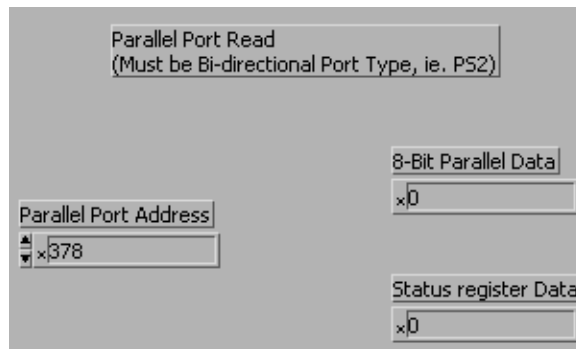 Parallel Port Read
(Must be Bi-directional Port Type, ie. PS2)
8-Bit Parallel Data
x0
Parallel Port Address
x378
Status register Data
x0